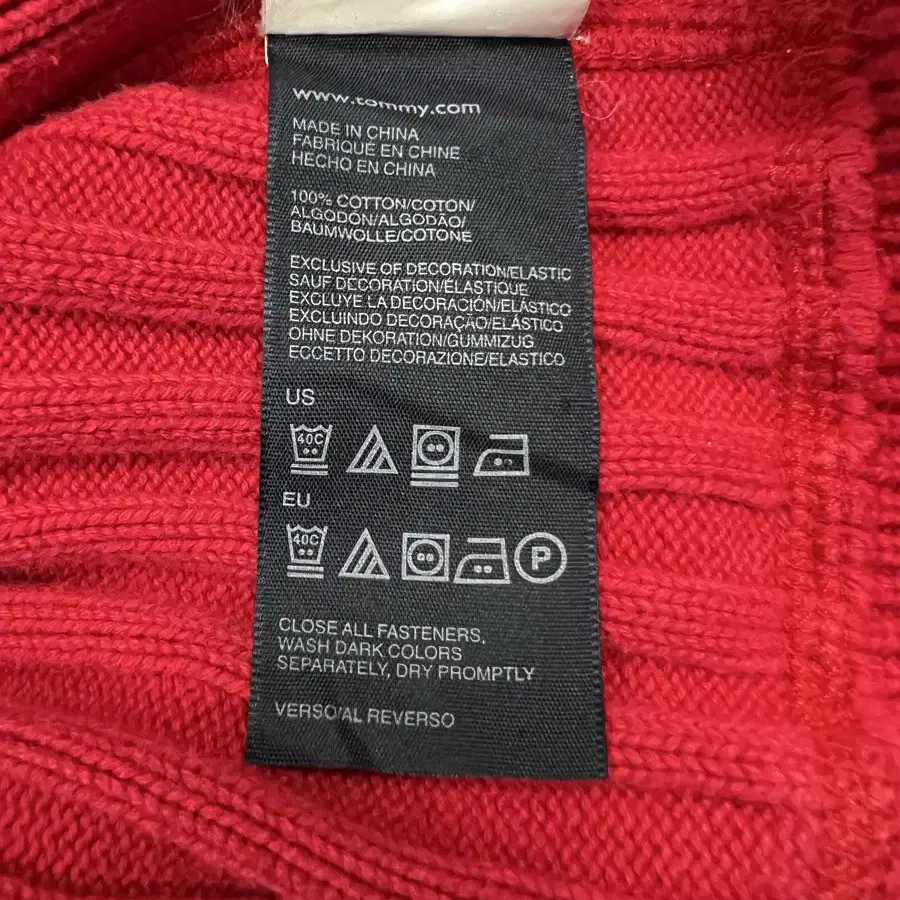 www.tommy.com
MADE IN CHINA
FABRIQUÉ EN CHINE
HECHO EN CHINA
100% COTTON/COTON/
ALGODÓN/ALGODÃO/
BAUMWOLLE/COTONE
EXCLUSIVE OF DECORATION/ELASTIC
SAUF DÉCORATION/ÉLASTIQUE
EXCLUYE LA DECORACIÓN/ELÁSTICO
EXCLUINDO DECORAÇÃO/ELÁSTICO
OHNE DEKORATION/GUMMIZUG
ECCETTO DECORAZIONE/ELASTICO
US
40C
EU
40C P
CLOSE ALL FASTENERS,
WASH DARK COLORS
SEPARATELY, DRY PROMPTLY
VERSO/AL REVERSO